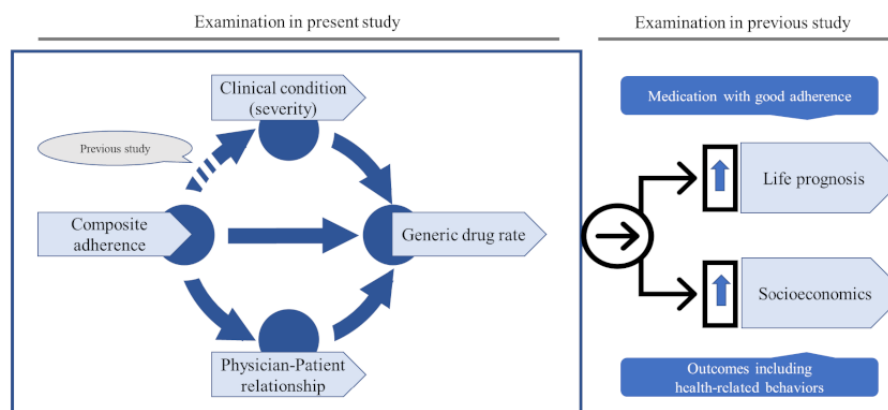 Examination in present study
Examination in previous study
Clinical condition
(severity)
Medication with good adherence
Previous study
Life prognosis
Composite
adherence
Generic drug rate
Socioeconomics
Physician-Patient
relationship
Outcomes including
health-related behaviors